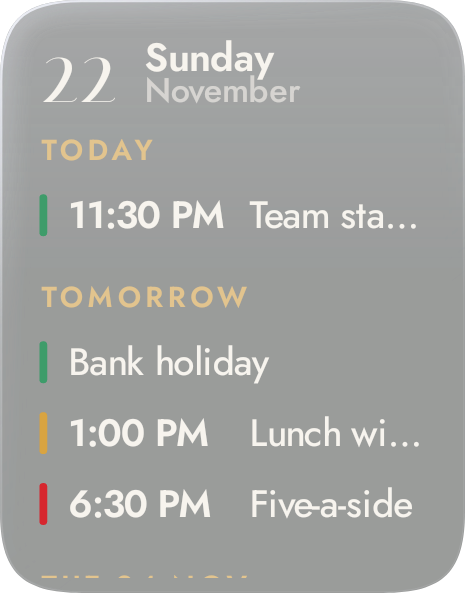 22 Sunday
November
TODAY
11:30 PM Team sta...
TOMORROW
Bank holiday
1:00 PM Lunch wi...
6:30 PM Five-a-side